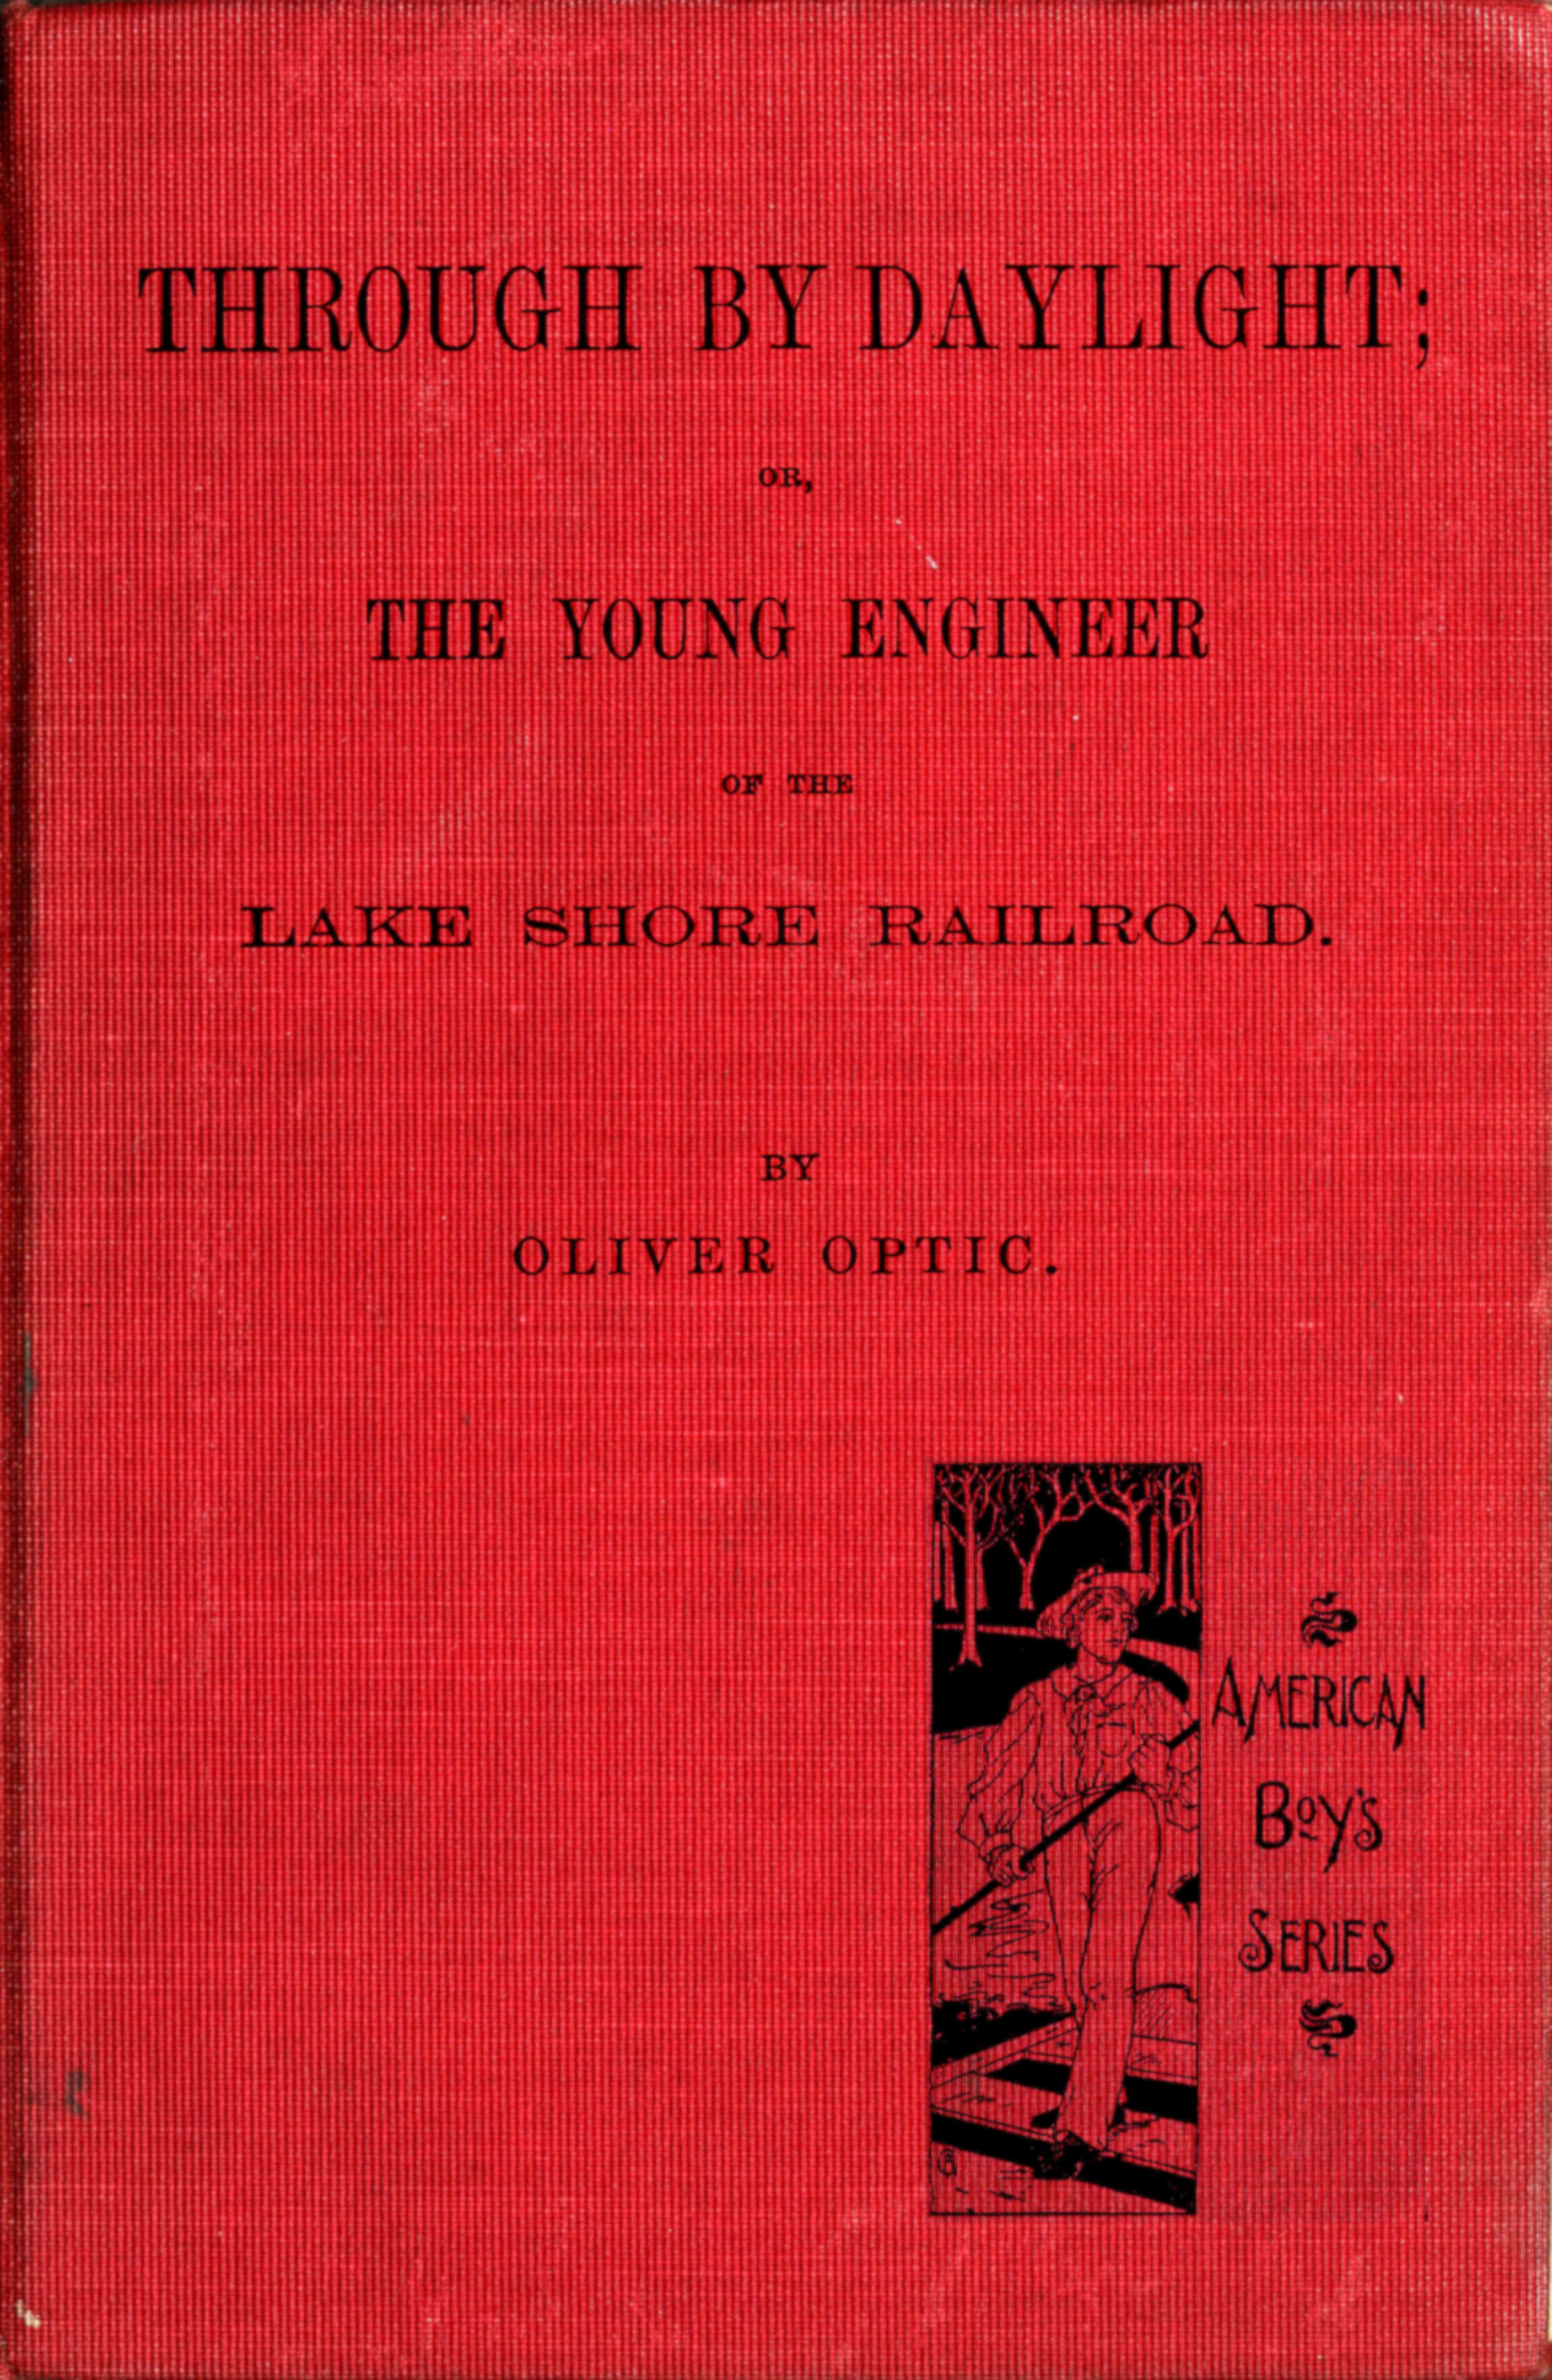 THROUGH BY DAYLIGHT;
OR,
THE YOUNG ENGINEER
OF THE
LAKE SHORE RAILROAD.
BY
OLIVER OPTIC.
AMERICAN
BOY'S
SERIES